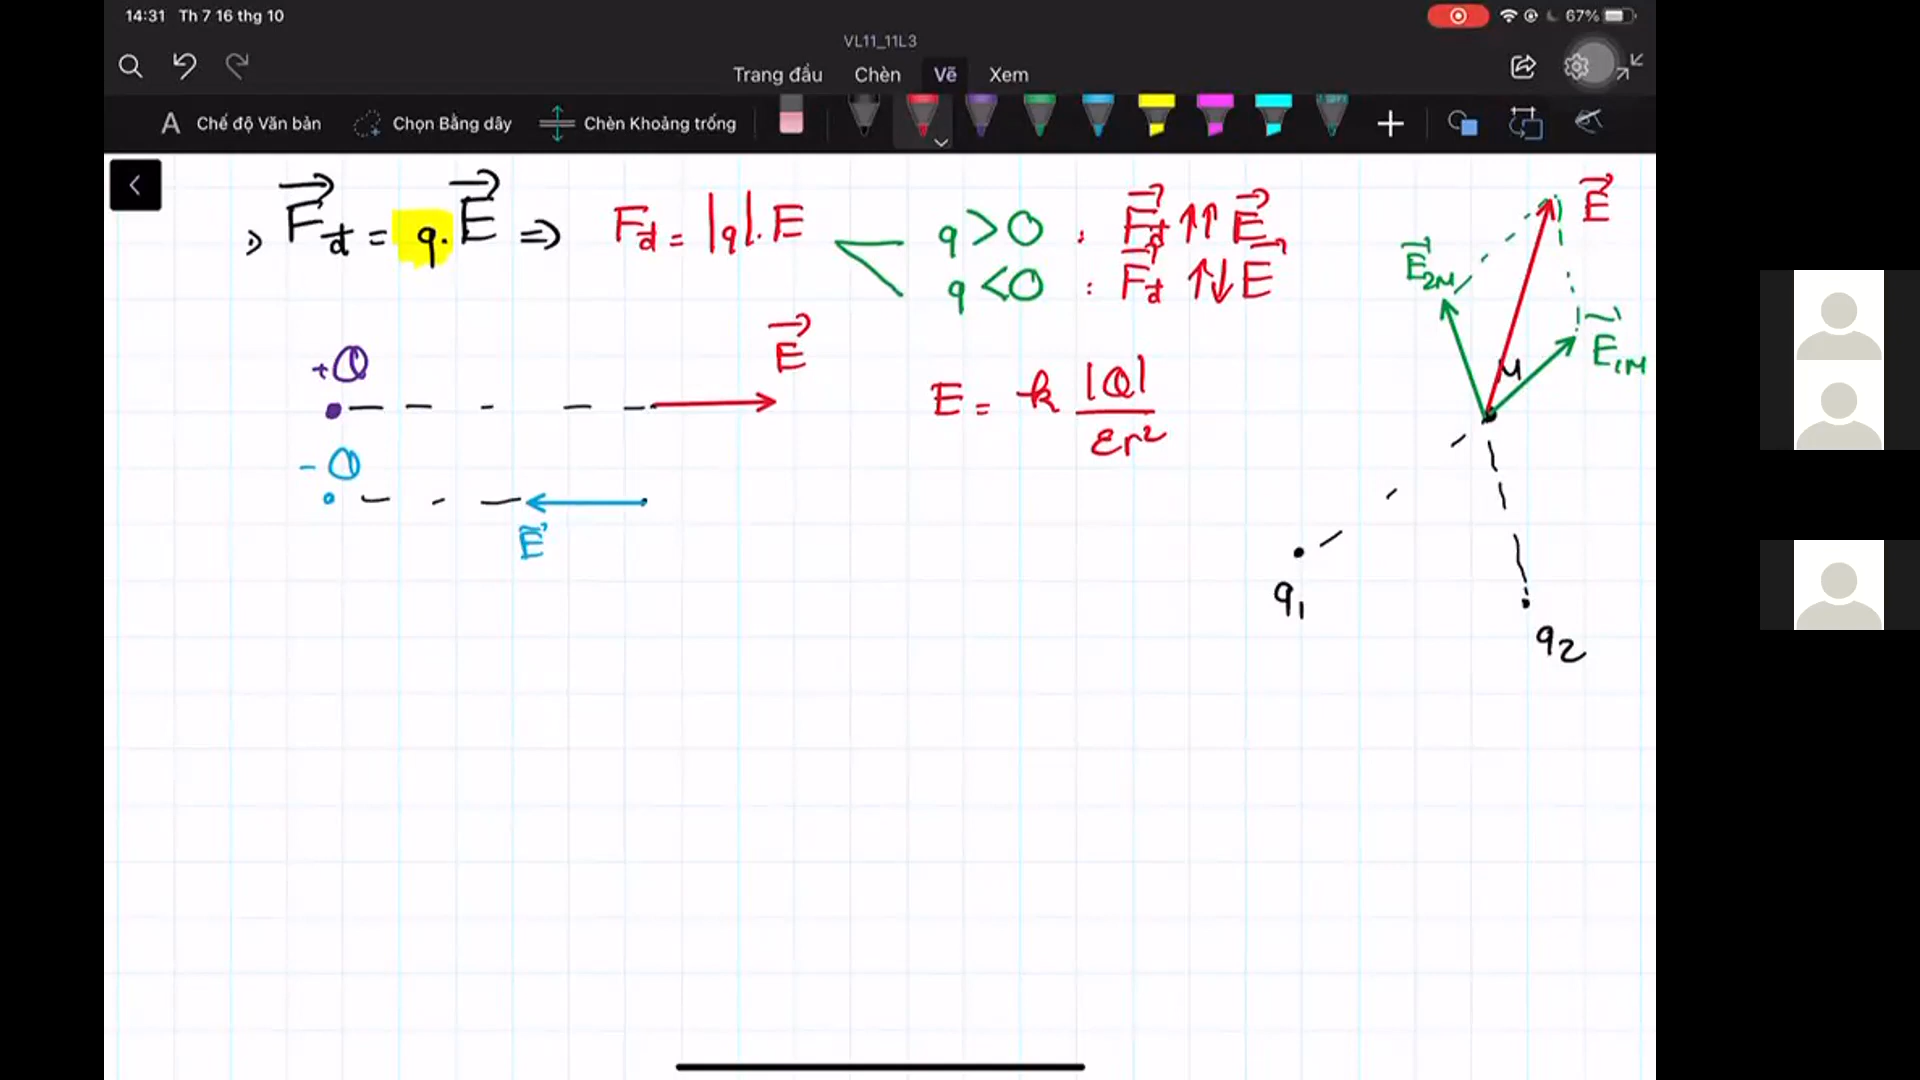 14:31 Th 7 16 thg 10
67%
VL11_11L3
Trang đầu Chèn Vẽ Xem
A Chế độ Văn bản Chọn Bằng dây Chèn Khoảng trống
F⃗đ = q.E⃗ => Fđ = |q|.E
q > 0 : F⃗đ ↑↑ E⃗
q < 0 : F⃗đ ↑↓ E⃗
E⃗
E⃗2M
E⃗1M
M
+Q
E⃗
E = k |Q| / εr²
-Q
E⃗
q1
q2